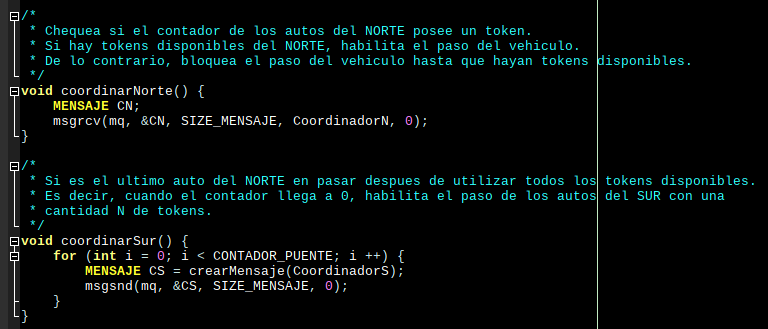 /*
 * Chequea si el contador de los autos del NORTE posee un token.
 * Si hay tokens disponibles del NORTE, habilita el paso del vehiculo.
 * De lo contrario, bloquea el paso del vehiculo hasta que hayan tokens disponibles.
 */
void coordinarNorte() {
    MENSAJE CN;
    msgrcv(mq, &CN, SIZE_MENSAJE, CoordinadorN, 0);
}

/*
 * Si es el ultimo auto del NORTE en pasar despues de utilizar todos los tokens disponibles.
 * Es decir, cuando el contador llega a 0, habilita el paso de los autos del SUR con una
 * cantidad N de tokens.
 */
void coordinarSur() {
    for (int i = 0; i < CONTADOR_PUENTE; i ++) {
        MENSAJE CS = crearMensaje(CoordinadorS);
        msgsnd(mq, &CS, SIZE_MENSAJE, 0);
    }
}